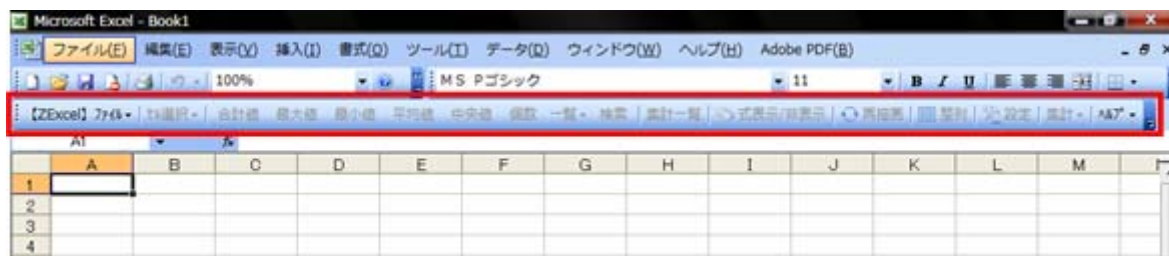 Microsoft Excel - Book1
ファイル(F) 編集(E) 表示(V) 挿入(I) 書式(O) ツール(T) データ(D) ウィンドウ(W) ヘルプ(H) Adobe PDF(B)
100% MS Pゴシック 11 B I U
【ZExcel】ﾌｧｲﾙ 選択 合計値 最大値 最小値 平均値 中央値 個数 一覧 検索 集計一覧 式表示/非表示 再描画 整列 設定 集計 ﾍﾙﾌﾟ
A1 fx
A B C D E F G H I J K L M
1
2
3
4